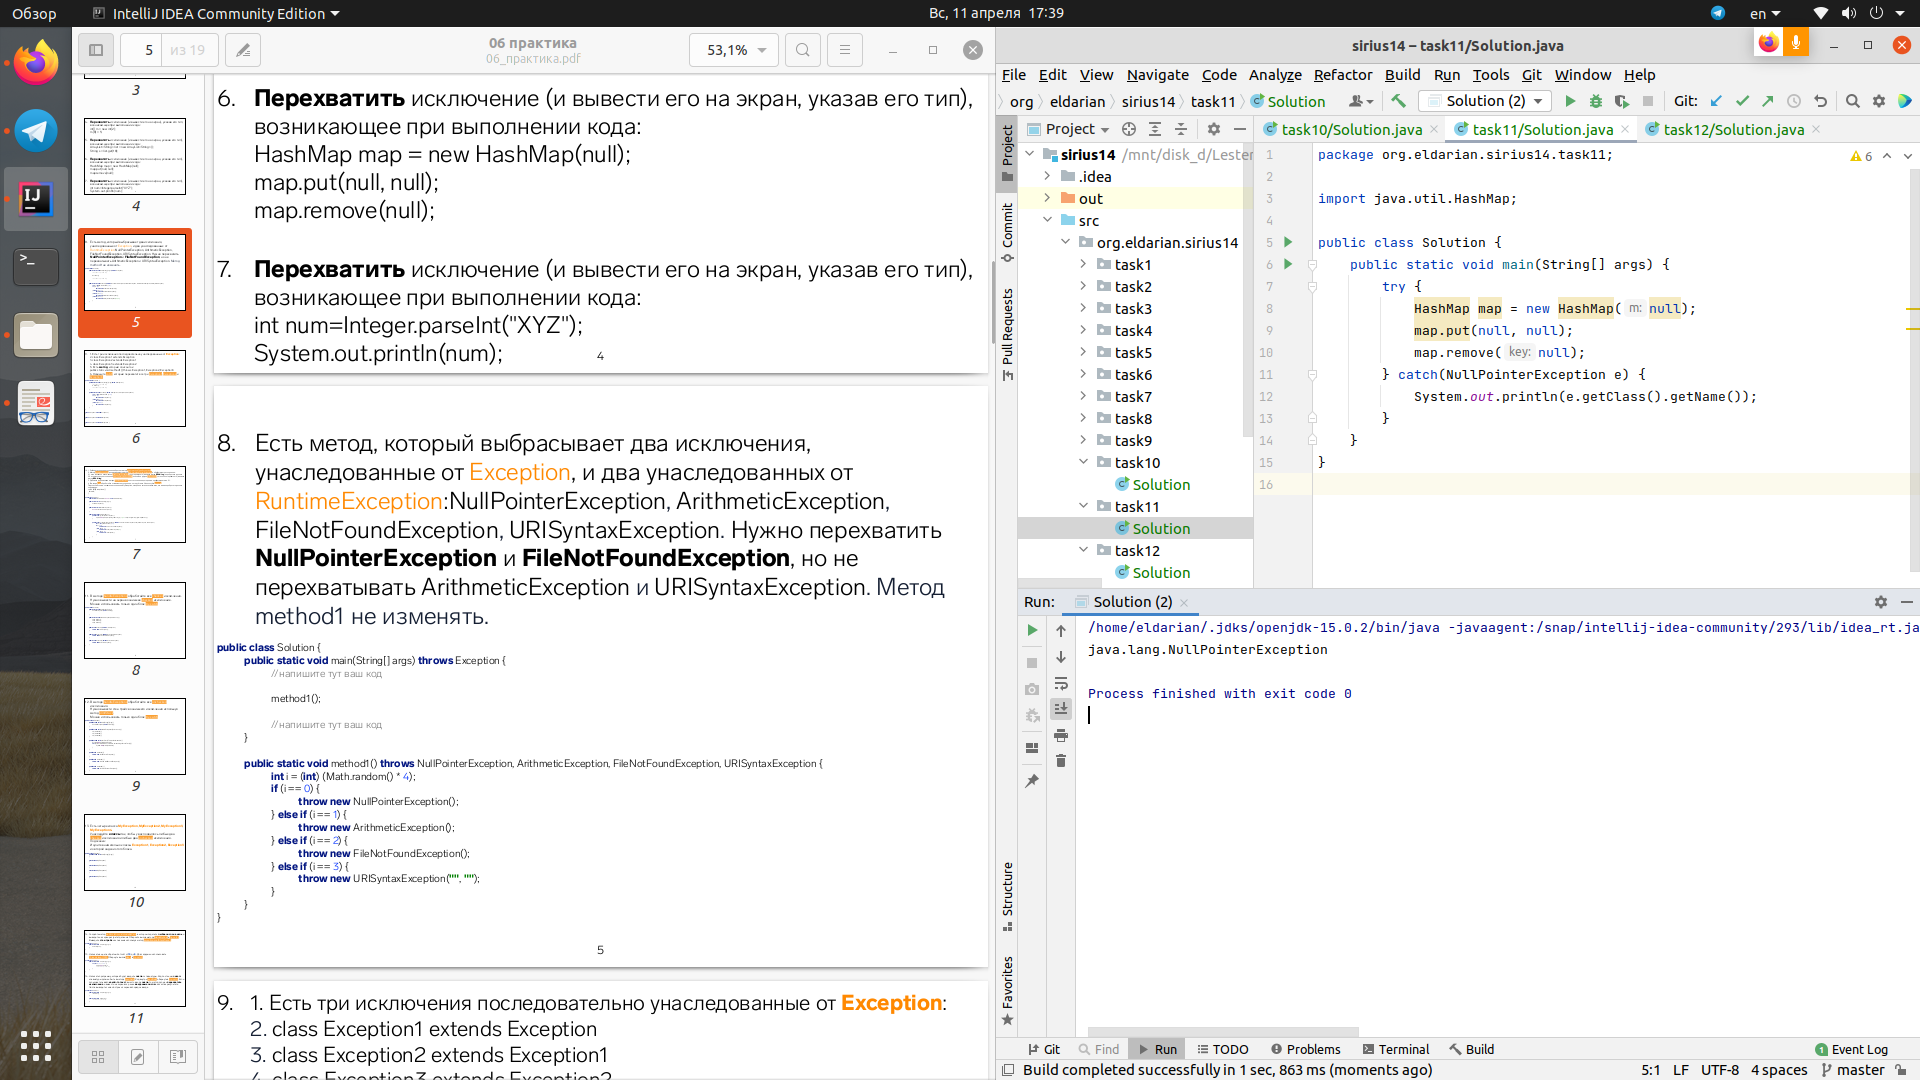 Обзор
IntelliJ IDEA Community Edition
Вс, 11 апреля 17:39
en
5
из 19
06 практика
06_практика.pdf
53,1%
3
4
5
6
7
8
9
10
11
6. Перехватить исключение (и вывести его на экран, указав его тип),
возникающее при выполнении кода:
HashMap map = new HashMap(null);
map.put(null, null);
map.remove(null);
7. Перехватить исключение (и вывести его на экран, указав его тип),
возникающее при выполнении кода:
int num=Integer.parseInt("XYZ");
System.out.println(num);
4
8. Есть метод, который выбрасывает два исключения,
унаследованные от Exception, и два унаследованных от
RuntimeException:NullPointerException, ArithmeticException,
FileNotFoundException, URISyntaxException. Нужно перехватить
NullPointerException и FileNotFoundException, но не
перехватывать ArithmeticException и URISyntaxException. Метод
method1 не изменять.
public class Solution {
public static void main(String[] args) throws Exception {
//напишите тут ваш код
method1();
//напишите тут ваш код
}
public static void method1() throws NullPointerException, ArithmeticException, FileNotFoundException, URISyntaxException {
int i = (int) (Math.random() * 4);
if (i == 0) {
throw new NullPointerException();
} else if (i == 1) {
throw new ArithmeticException();
} else if (i == 2) {
throw new FileNotFoundException();
} else if (i == 3) {
throw new URISyntaxException("", "");
}
}
}
5
9. 1. Есть три исключения последовательно унаследованные от Exception:
2. class Exception1 extends Exception
3. class Exception2 extends Exception1
4. class Exception3 extends Exception2
sirius14 – task11/Solution.java
File Edit View Navigate Code Analyze Refactor Build Run Tools Git Window Help
org eldarian sirius14 task11 Solution
Solution (2)
Git:
Project
Commit
Pull Requests
Structure
Favorites
Project
sirius14 /mnt/disk_d/Lester
.idea
out
src
org.eldarian.sirius14
task1
task2
task3
task4
task5
task6
task7
task8
task9
task10
Solution
task11
Solution
task12
Solution
task10/Solution.java
task11/Solution.java
task12/Solution.java
6
1 package org.eldarian.sirius14.task11;
2
3 import java.util.HashMap;
4
5 public class Solution {
6 public static void main(String[] args) {
7 try {
8 HashMap map = new HashMap( m: null);
9 map.put(null, null);
10 map.remove( key: null);
11 } catch(NullPointerException e) {
12 System.out.println(e.getClass().getName());
13 }
14 }
15 }
16
Run: Solution (2)
/home/eldarian/.jdks/openjdk-15.0.2/bin/java -javaagent:/snap/intellij-idea-community/293/lib/idea_rt.ja
java.lang.NullPointerException
Process finished with exit code 0
Git Find Run TODO Problems Terminal Build
1 Event Log
Build completed successfully in 1 sec, 863 ms (moments ago)
5:1 LF UTF-8 4 spaces master